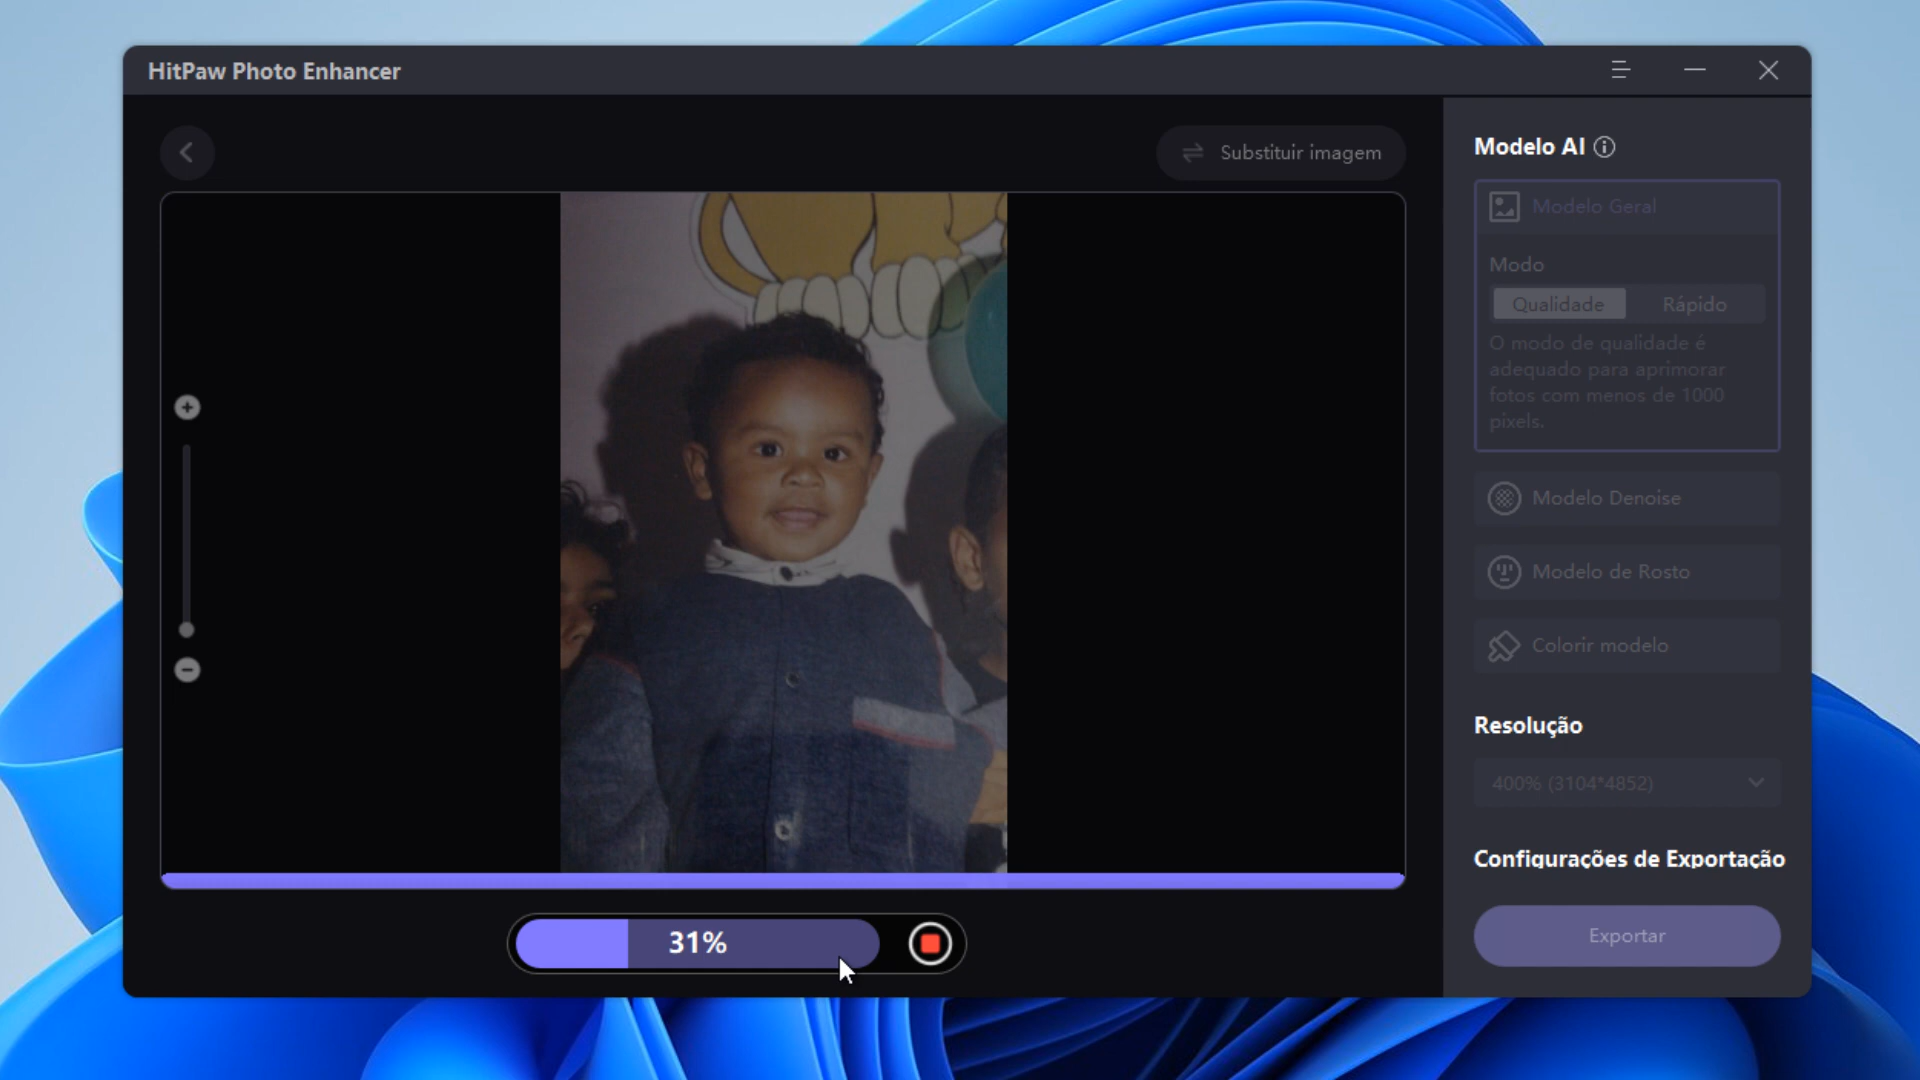 HitPaw Photo Enhancer
Substituir imagem
Modelo AI
Modelo Geral
Modo
Qualidade Rápido
O modo de qualidade é
adequado para aprimorar
fotos com menos de 1000
pixels.
Modelo Denoise
Modelo de Rosto
Colorir modelo
Resolução
400% (3104*4852)
Configurações de Exportação
31%
Exportar